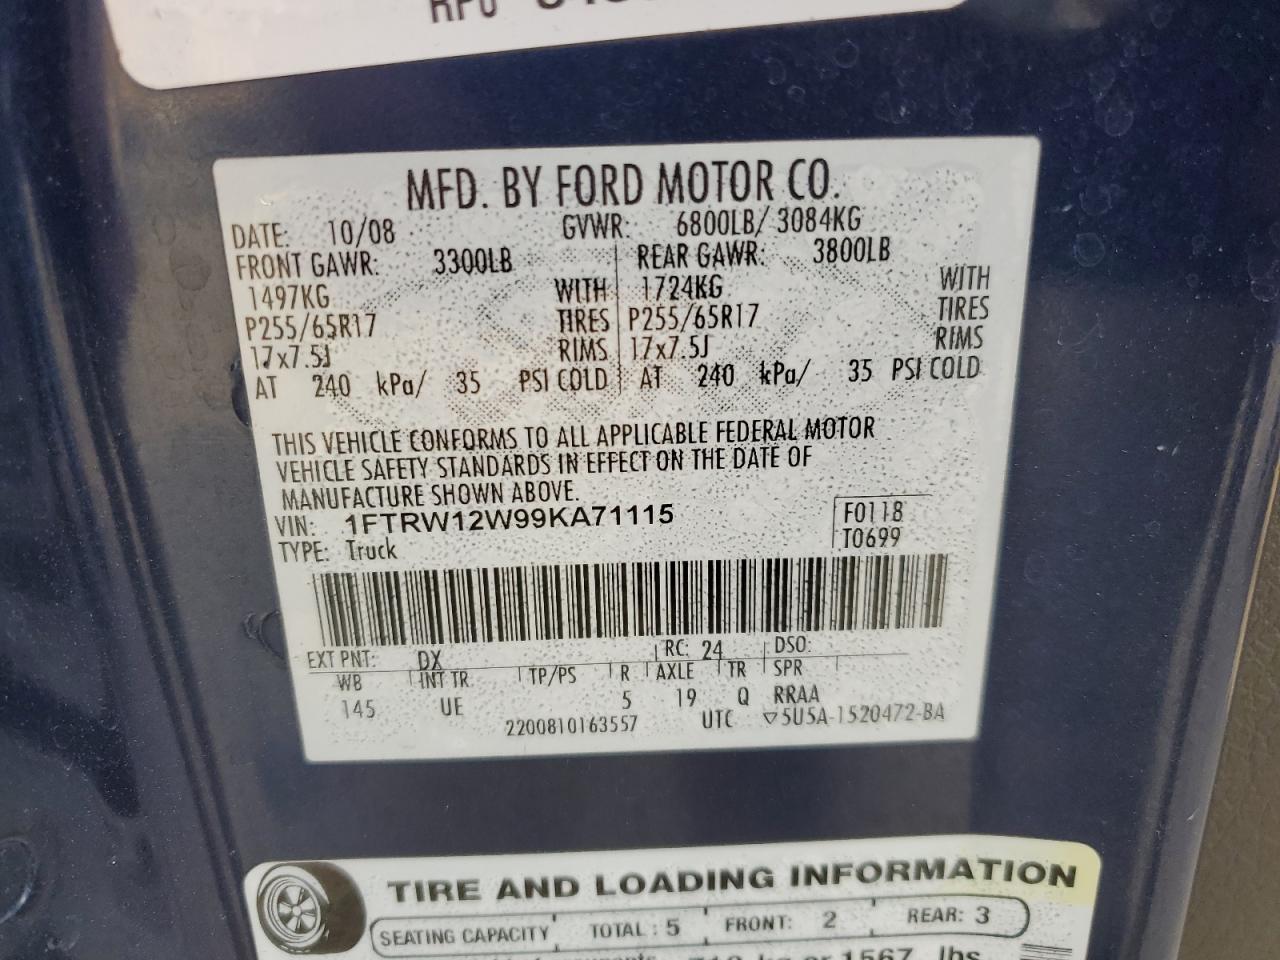 MFD. BY FORD MOTOR CO.
DATE: 10/08 GVWR: 6800LB/ 3084KG
FRONT GAWR: 3300LB REAR GAWR: 3800LB
1497KG WITH 1724KG WITH
P255/65R17 TIRES P255/65R17 TIRES
17x7.5J RIMS 17x7.5J RIMS
AT 240 kPa/ 35 PSI COLD AT 240 kPa/ 35 PSI COLD
THIS VEHICLE CONFORMS TO ALL APPLICABLE FEDERAL MOTOR
VEHICLE SAFETY STANDARDS IN EFFECT ON THE DATE OF
MANUFACTURE SHOWN ABOVE.
VIN: 1FTRW12W99KA71115 F0118
TYPE: Truck T0699
EXT PNT: DX RC: 24 DSO:
WB INT TR TP/PS R AXLE TR SPR
145 UE 5 19 Q RRAA
2200810163557 UTC ▽5U5A-1520472-BA
TIRE AND LOADING INFORMATION
SEATING CAPACITY TOTAL : 5 FRONT: 2 REAR: 3
kg or 1567 lbs